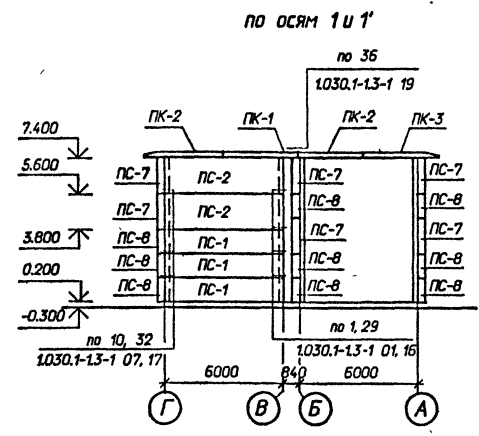 по осям 1 и 1'
по 36
1.030.1-1.3-1 19
ПК-2 ПК-1 ПК-2 ПК-3
7.400
5.600
3.800
0.200
-0.300
ПС-7 ПС-2 ПС-7 ПС-7
ПС-8 ПС-8
ПС-7 ПС-2 ПС-7 ПС-7
ПС-8 ПС-1
ПС-8 ПС-1 ПС-8 ПС-8
ПС-8 ПС-1 ПС-8 ПС-8
по 10, 32
1.030.1-1.3-1 07, 17
по 1, 29
1.030.1-1.3-1 01, 16
6000 840 6000
Г В Б А